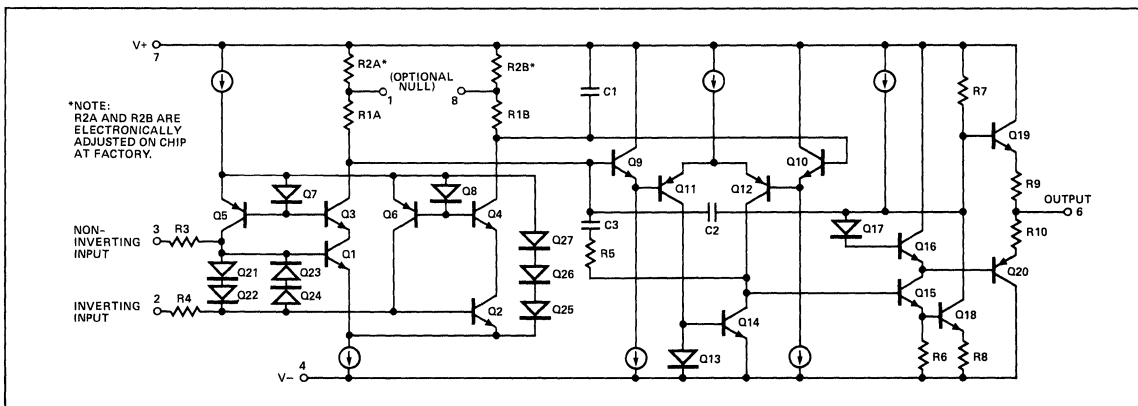 V+
7
R2A*
R2B*
(OPTIONAL
NULL)
1
8
C1
R7
*NOTE:
R2A AND R2B ARE
ELECTRONICALLY
ADJUSTED ON CHIP
AT FACTORY.
R1A
R1B
Q19
Q9
Q10
Q7
Q8
Q11
Q12
R9
Q5
Q3
Q6
Q4
OUTPUT
6
NON-
INVERTING
INPUT
3
R3
C3
C2
Q17
R10
Q27
Q16
Q1
R5
Q20
Q21
Q23
Q26
Q22
Q24
Q15
INVERTING
INPUT
2
R4
Q2
Q25
Q14
Q18
Q13
R6
R8
V-
4